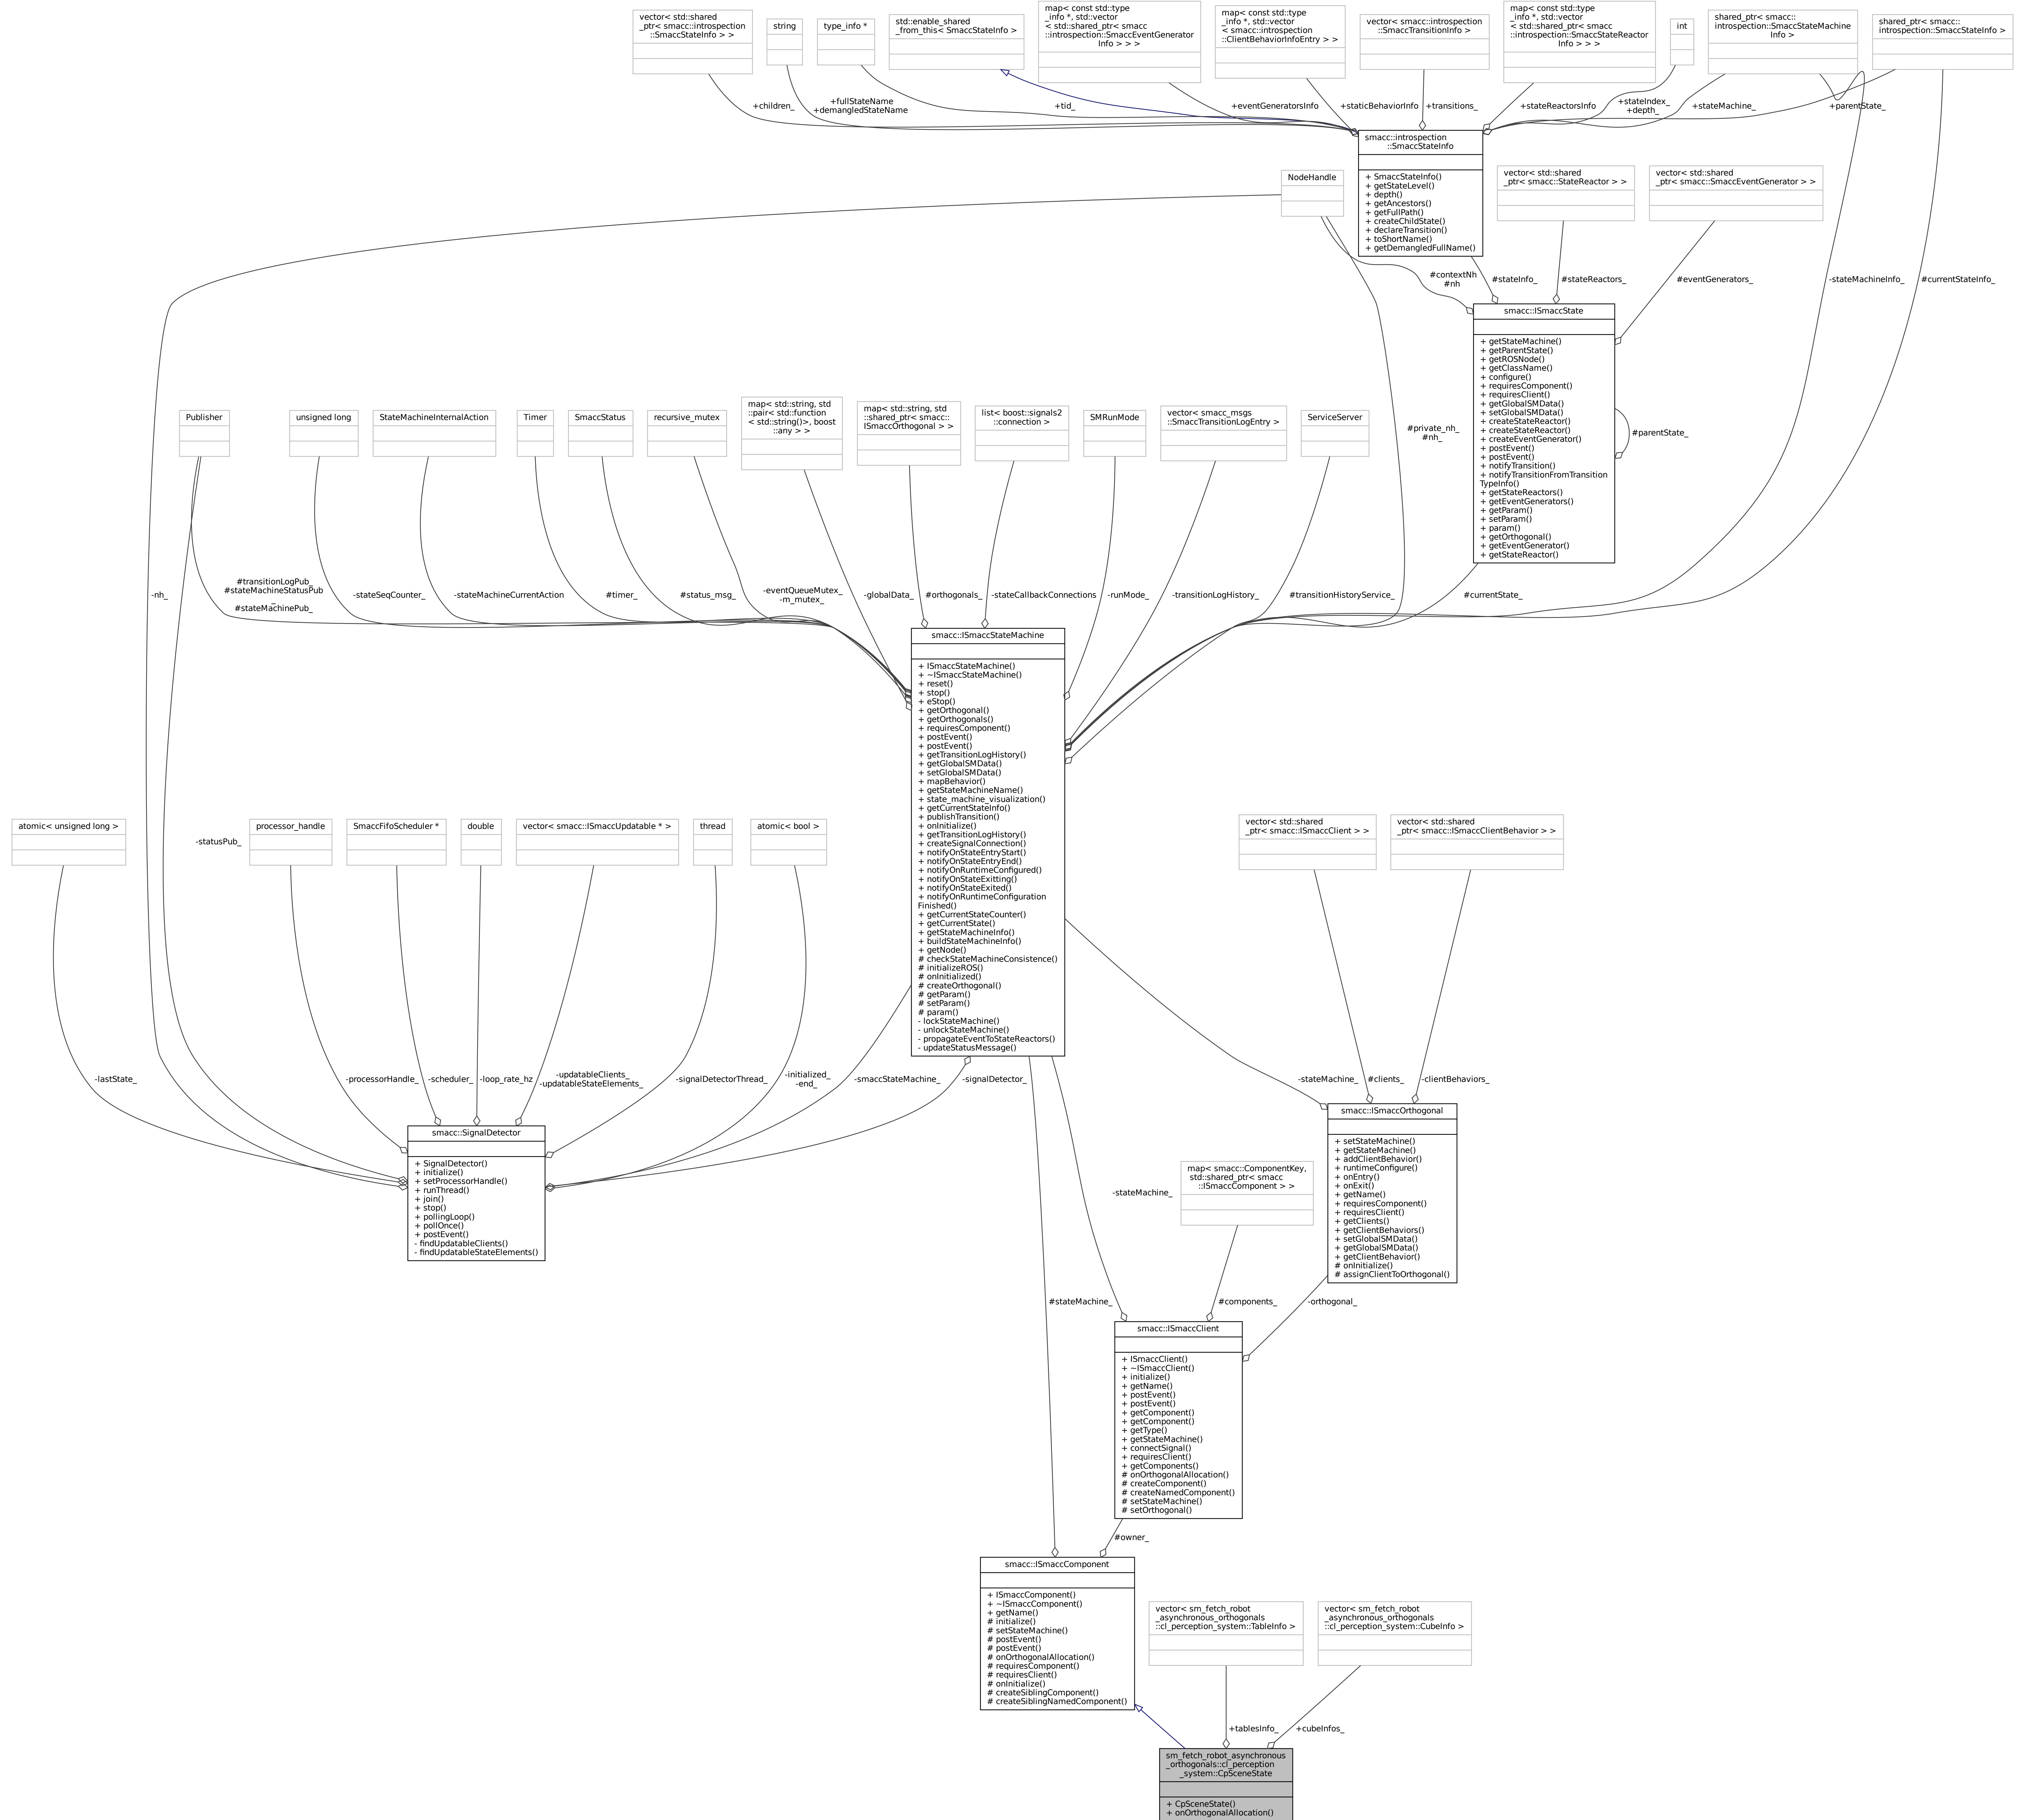 vector< std::shared
_ptr< smacc::introspection
::SmaccStateInfo > >
string
type_info *
std::enable_shared
_from_this< SmaccStateInfo >
map< const std::type
_info *, std::vector
< std::shared_ptr< smacc
::introspection::SmaccEventGenerator
Info > > >
map< const std::type
_info *, std::vector
< smacc::introspection
::ClientBehaviorInfoEntry > >
vector< smacc::introspection
::SmaccTransitionInfo >
map< const std::type
_info *, std::vector
< std::shared_ptr< smacc
::introspection::SmaccStateReactor
Info > > >
int
shared_ptr< smacc::
introspection::SmaccStateMachine
Info >
shared_ptr< smacc::
introspection::SmaccStateInfo >
+children_
+fullStateName
+demangledStateName
+tid_
+eventGeneratorsInfo
+staticBehaviorInfo
+transitions_
+stateReactorsInfo
+stateIndex_
+depth_
+stateMachine_
+parentState_
smacc::introspection
::SmaccStateInfo
+ SmaccStateInfo()
+ getStateLevel()
+ depth()
+ getAncestors()
+ getFullPath()
+ createChildState()
+ declareTransition()
+ toShortName()
+ getDemangledFullName()
NodeHandle
vector< std::shared
_ptr< smacc::StateReactor > >
vector< std::shared
_ptr< smacc::SmaccEventGenerator > >
#contextNh
#nh
#stateInfo_
#stateReactors_
#eventGenerators_
-stateMachineInfo_
#currentStateInfo_
smacc::ISmaccState
+ getStateMachine()
+ getParentState()
+ getROSNode()
+ getClassName()
+ configure()
+ requiresComponent()
+ requiresClient()
+ getGlobalSMData()
+ setGlobalSMData()
+ createStateReactor()
+ createStateReactor()
+ createEventGenerator()
+ postEvent()
+ postEvent()
+ notifyTransition()
+ notifyTransitionFromTransition
TypeInfo()
+ getStateReactors()
+ getEventGenerators()
+ getParam()
+ setParam()
+ param()
+ getOrthogonal()
+ getEventGenerator()
+ getStateReactor()
#parentState_
Publisher
unsigned long
StateMachineInternalAction
Timer
SmaccStatus
recursive_mutex
map< std::string, std
::pair< std::function
< std::string()>, boost
::any > >
map< std::string, std
::shared_ptr< smacc::
ISmaccOrthogonal > >
list< boost::signals2
::connection >
SMRunMode
vector< smacc_msgs
::SmaccTransitionLogEntry >
ServiceServer
#private_nh_
#nh_
-nh_
#transitionLogPub_
#stateMachineStatusPub
_
#stateMachinePub_
-stateSeqCounter_
-stateMachineCurrentAction
#timer_
#status_msg_
-eventQueueMutex_
-m_mutex_
-globalData_
#orthogonals_
-stateCallbackConnections
-runMode_
-transitionLogHistory_
#transitionHistoryService_
#currentState_
smacc::ISmaccStateMachine
+ ISmaccStateMachine()
+ ~ISmaccStateMachine()
+ reset()
+ stop()
+ eStop()
+ getOrthogonal()
+ getOrthogonals()
+ requiresComponent()
+ postEvent()
+ postEvent()
+ getTransitionLogHistory()
+ getGlobalSMData()
+ setGlobalSMData()
+ mapBehavior()
+ getStateMachineName()
+ state_machine_visualization()
+ getCurrentStateInfo()
+ publishTransition()
+ onInitialize()
+ getTransitionLogHistory()
+ createSignalConnection()
+ notifyOnStateEntryStart()
+ notifyOnStateEntryEnd()
+ notifyOnRuntimeConfigured()
+ notifyOnStateExitting()
+ notifyOnStateExited()
+ notifyOnRuntimeConfiguration
Finished()
+ getCurrentStateCounter()
+ getCurrentState()
+ getStateMachineInfo()
+ buildStateMachineInfo()
+ getNode()
# checkStateMachineConsistence()
# initializeROS()
# onInitialized()
# createOrthogonal()
# getParam()
# setParam()
# param()
- lockStateMachine()
- unlockStateMachine()
- propagateEventToStateReactors()
- updateStatusMessage()
atomic< unsigned long >
-statusPub_
processor_handle
SmaccFifoScheduler *
double
vector< smacc::ISmaccUpdatable * >
thread
atomic< bool >
vector< std::shared
_ptr< smacc::ISmaccClient > >
vector< std::shared
_ptr< smacc::ISmaccClientBehavior > >
-lastState_
-processorHandle_
-scheduler_
-loop_rate_hz
-updatableClients_
-updatableStateElements_
-signalDetectorThread_
-initialized_
-end_
-smaccStateMachine_
-signalDetector_
-stateMachine_
#clients_
-clientBehaviors_
smacc::SignalDetector
+ SignalDetector()
+ initialize()
+ setProcessorHandle()
+ runThread()
+ join()
+ stop()
+ pollingLoop()
+ pollOnce()
+ postEvent()
- findUpdatableClients()
- findUpdatableStateElements()
smacc::ISmaccOrthogonal
+ setStateMachine()
+ getStateMachine()
+ addClientBehavior()
+ runtimeConfigure()
+ onEntry()
+ onExit()
+ getName()
+ requiresComponent()
+ requiresClient()
+ getClients()
+ getClientBehaviors()
+ setGlobalSMData()
+ getGlobalSMData()
+ getClientBehavior()
# onInitialize()
# assignClientToOrthogonal()
-stateMachine_
map< smacc::ComponentKey,
std::shared_ptr< smacc
::ISmaccComponent > >
#stateMachine_
#components_
-orthogonal_
smacc::ISmaccClient
+ ISmaccClient()
+ ~ISmaccClient()
+ initialize()
+ getName()
+ postEvent()
+ postEvent()
+ getComponent()
+ getComponent()
+ getType()
+ getStateMachine()
+ connectSignal()
+ requiresClient()
+ getComponents()
# onOrthogonalAllocation()
# createComponent()
# createNamedComponent()
# setStateMachine()
# setOrthogonal()
#owner_
smacc::ISmaccComponent
+ ISmaccComponent()
+ ~ISmaccComponent()
+ getName()
# initialize()
# setStateMachine()
# postEvent()
# postEvent()
# onOrthogonalAllocation()
# requiresComponent()
# requiresClient()
# onInitialize()
# createSiblingComponent()
# createSiblingNamedComponent()
vector< sm_fetch_robot
_asynchronous_orthogonals
::cl_perception_system::TableInfo >
vector< sm_fetch_robot
_asynchronous_orthogonals
::cl_perception_system::CubeInfo >
+tablesInfo_
+cubeInfos_
sm_fetch_robot_asynchronous
_orthogonals::cl_perception
_system::CpSceneState
+ CpSceneState()
+ onOrthogonalAllocation()